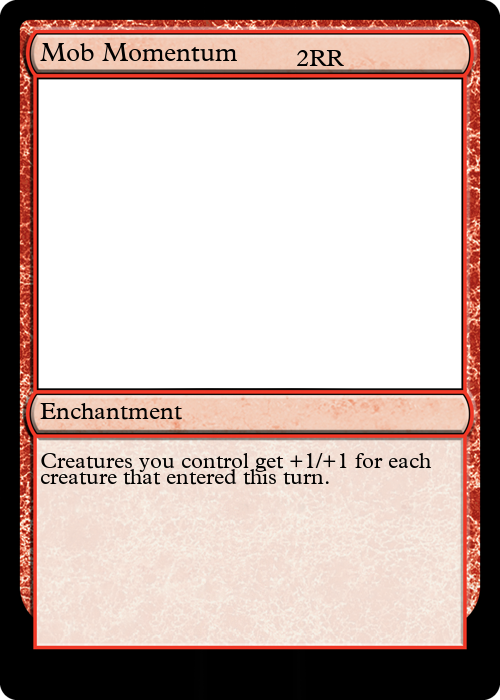 Mob Momentum 2RR
Enchantment
Creatures you control get +1/+1 for each
creature that entered this turn.